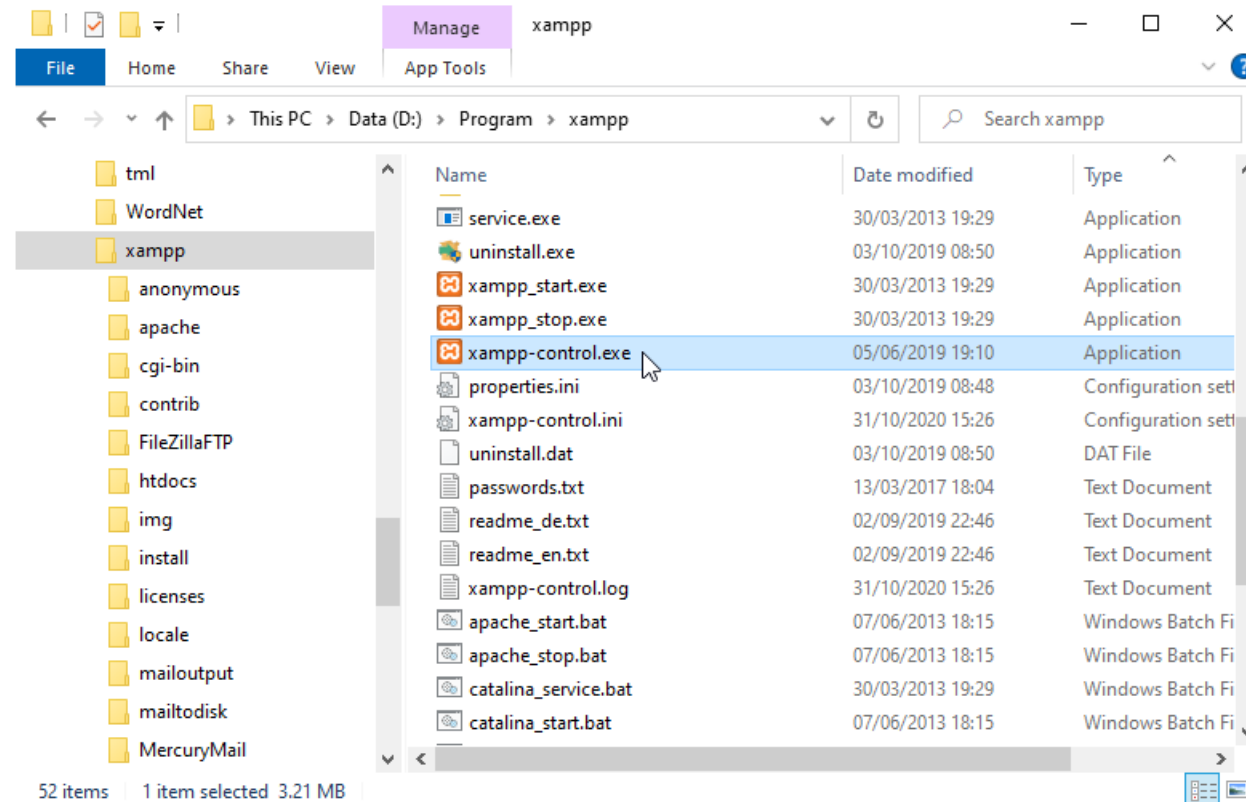 Manage xampp
File Home Share View App Tools
This PC > Data (D:) > Program > xampp Search xampp
tml
WordNet
xampp
anonymous
apache
cgi-bin
contrib
FileZillaFTP
htdocs
img
install
licenses
locale
mailoutput
mailtodisk
MercuryMail
Name Date modified Type
service.exe 30/03/2013 19:29 Application
uninstall.exe 03/10/2019 08:50 Application
xampp_start.exe 30/03/2013 19:29 Application
xampp_stop.exe 30/03/2013 19:29 Application
xampp-control.exe 05/06/2019 19:10 Application
properties.ini 03/10/2019 08:48 Configuration sett
xampp-control.ini 31/10/2020 15:26 Configuration sett
uninstall.dat 03/10/2019 08:50 DAT File
passwords.txt 13/03/2017 18:04 Text Document
readme_de.txt 02/09/2019 22:46 Text Document
readme_en.txt 02/09/2019 22:46 Text Document
xampp-control.log 31/10/2020 15:26 Text Document
apache_start.bat 07/06/2013 18:15 Windows Batch Fi
apache_stop.bat 07/06/2013 18:15 Windows Batch Fi
catalina_service.bat 30/03/2013 19:29 Windows Batch Fi
catalina_start.bat 07/06/2013 18:15 Windows Batch Fi
52 items 1 item selected 3.21 MB